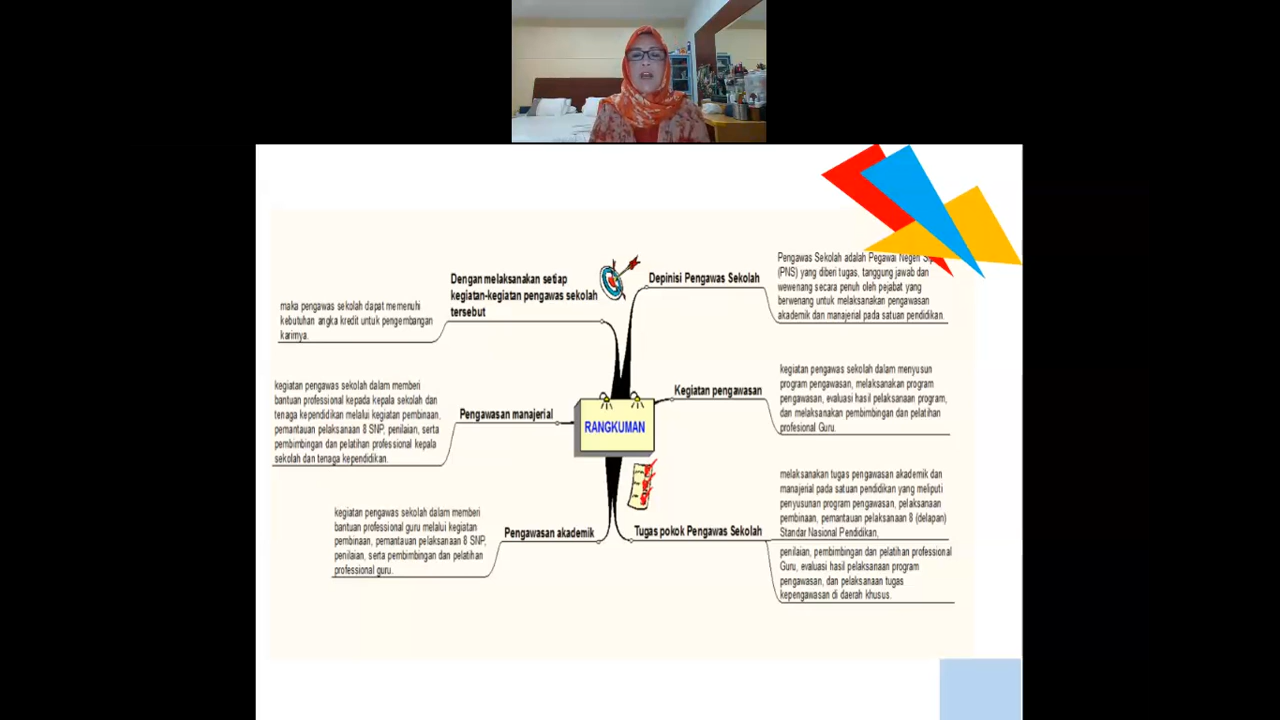 RANGKUMAN
Depinisi Pengawas Sekolah
Pengawas Sekolah adalah Pegawai Negeri
(PNS) yang diberi tugas, tanggung jawab dan
wewenang secara penuh oleh pejabat yang
berwenang untuk melaksanakan pengawasan
akademik dan manajerial pada satuan pendidikan.
Kegiatan pengawasan
kegiatan pengawas sekolah dalam menyusun
program pengawasan, melaksanakan program
pengawasan, evaluasi hasil pelaksanaan program,
dan melaksanakan pembimbingan dan pelatihan
profesional Guru.
Tugas pokok Pengawas Sekolah
melaksanakan tugas pengawasan akademik dan
manajerial pada satuan pendidikan yang meliputi
penyusunan program pengawasan, pelaksanaan
pembinaan, pemantauan pelaksanaan 8 (delapan)
Standar Nasional Pendidikan,
penilaian, pembimbingan dan pelatihan professional
Guru, evaluasi hasil pelaksanaan program
pengawasan, dan pelaksanaan tugas
kepengawasan di daerah khusus.
Pengawasan akademik
kegiatan pengawas sekolah dalam memberi
bantuan professional guru melalui kegiatan
pembinaan, pemantauan pelaksanaan 8 SNP,
penilaian, serta pembimbingan dan pelatihan
professional guru.
Pengawasan manajerial
kegiatan pengawas sekolah dalam memberi
bantuan professional kepada kepala sekolah dan
tenaga kependidikan melalui kegiatan pembinaan,
pemantauan pelaksanaan 8 SNP, penilaian, serta
pembimbingan dan pelatihan professional kepala
sekolah dan tenaga kependidikan.
Dengan melaksanakan setiap
kegiatan-kegiatan pengawas sekolah
tersebut
maka pengawas sekolah dapat memenuhi
kebutuhan angka kredit untuk pengembangan
karirnya.